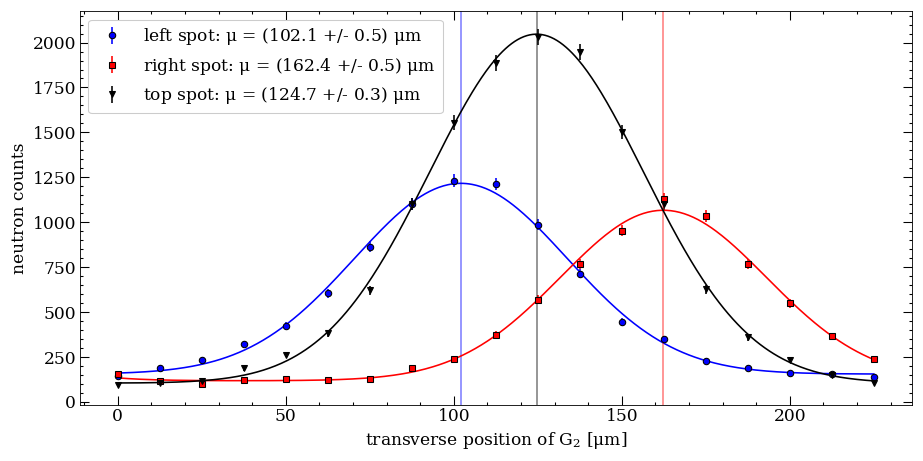 left spot: μ = (102.1 +/- 0.5) μm
right spot: μ = (162.4 +/- 0.5) μm
top spot: μ = (124.7 +/- 0.3) μm
neutron counts
2000
1750
1500
1250
1000
750
500
250
0
0 50 100 150 200
transverse position of G₂ [μm]